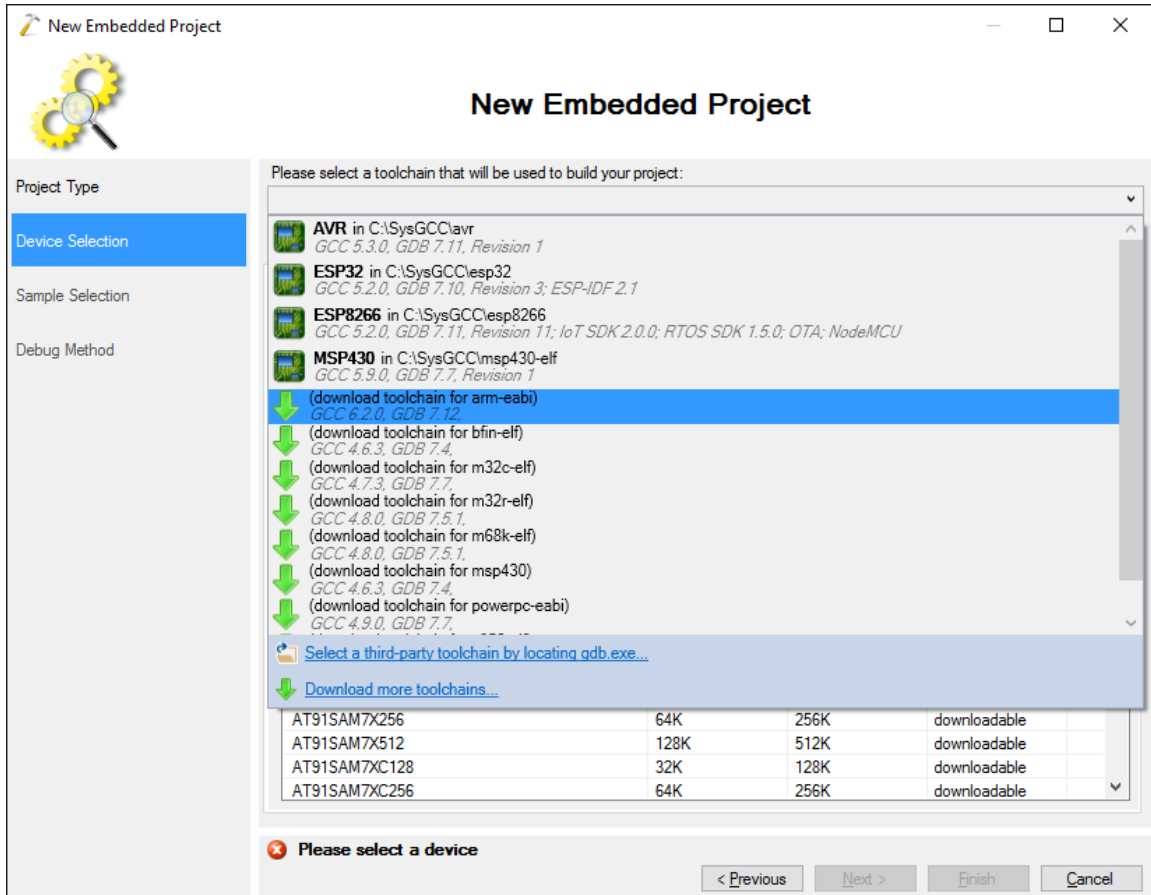 New Embedded Project
New Embedded Project
Project Type
Device Selection
Sample Selection
Debug Method
Please select a toolchain that will be used to build your project:
AVR in C:\SysGCC\avr
GCC 5.3.0, GDB 7.11, Revision 1
ESP32 in C:\SysGCC\esp32
GCC 5.2.0, GDB 7.10, Revision 3; ESP-IDF 2.1
ESP8266 in C:\SysGCC\esp8266
GCC 5.2.0, GDB 7.11, Revision 11; IoT SDK 2.0.0; RTOS SDK 1.5.0; OTA; NodeMCU
MSP430 in C:\SysGCC\msp430-elf
GCC 5.9.0, GDB 7.7, Revision 1
(download toolchain for arm-eabi)
GCC 6.2.0, GDB 7.12,
(download toolchain for bfin-elf)
GCC 4.6.3, GDB 7.4,
(download toolchain for m32c-elf)
GCC 4.7.3, GDB 7.7,
(download toolchain for m32r-elf)
GCC 4.8.0, GDB 7.5.1,
(download toolchain for m68k-elf)
GCC 4.8.0, GDB 7.5.1,
(download toolchain for msp430)
GCC 4.6.3, GDB 7.4,
(download toolchain for powerpc-eabi)
GCC 4.9.0, GDB 7.7,
Select a third-party toolchain by locating gdb.exe...
Download more toolchains...
AT91SAM7X256 64K 256K downloadable
AT91SAM7X512 128K 512K downloadable
AT91SAM7XC128 32K 128K downloadable
AT91SAM7XC256 64K 256K downloadable
Please select a device
< Previous Next > Finish Cancel